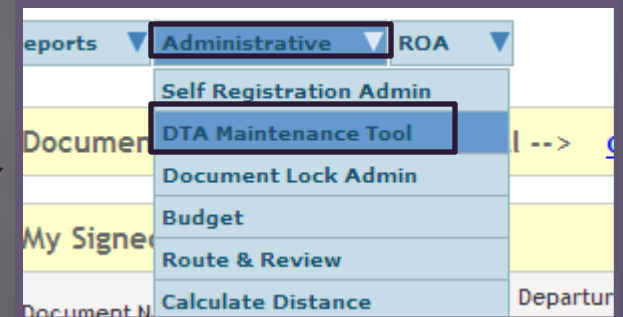 eports Administrative ROA
Self Registration Admin
Documen DTA Maintenance Tool l -->
Document Lock Admin
My Signe Budget
Route & Review
Document N Calculate Distance Departur